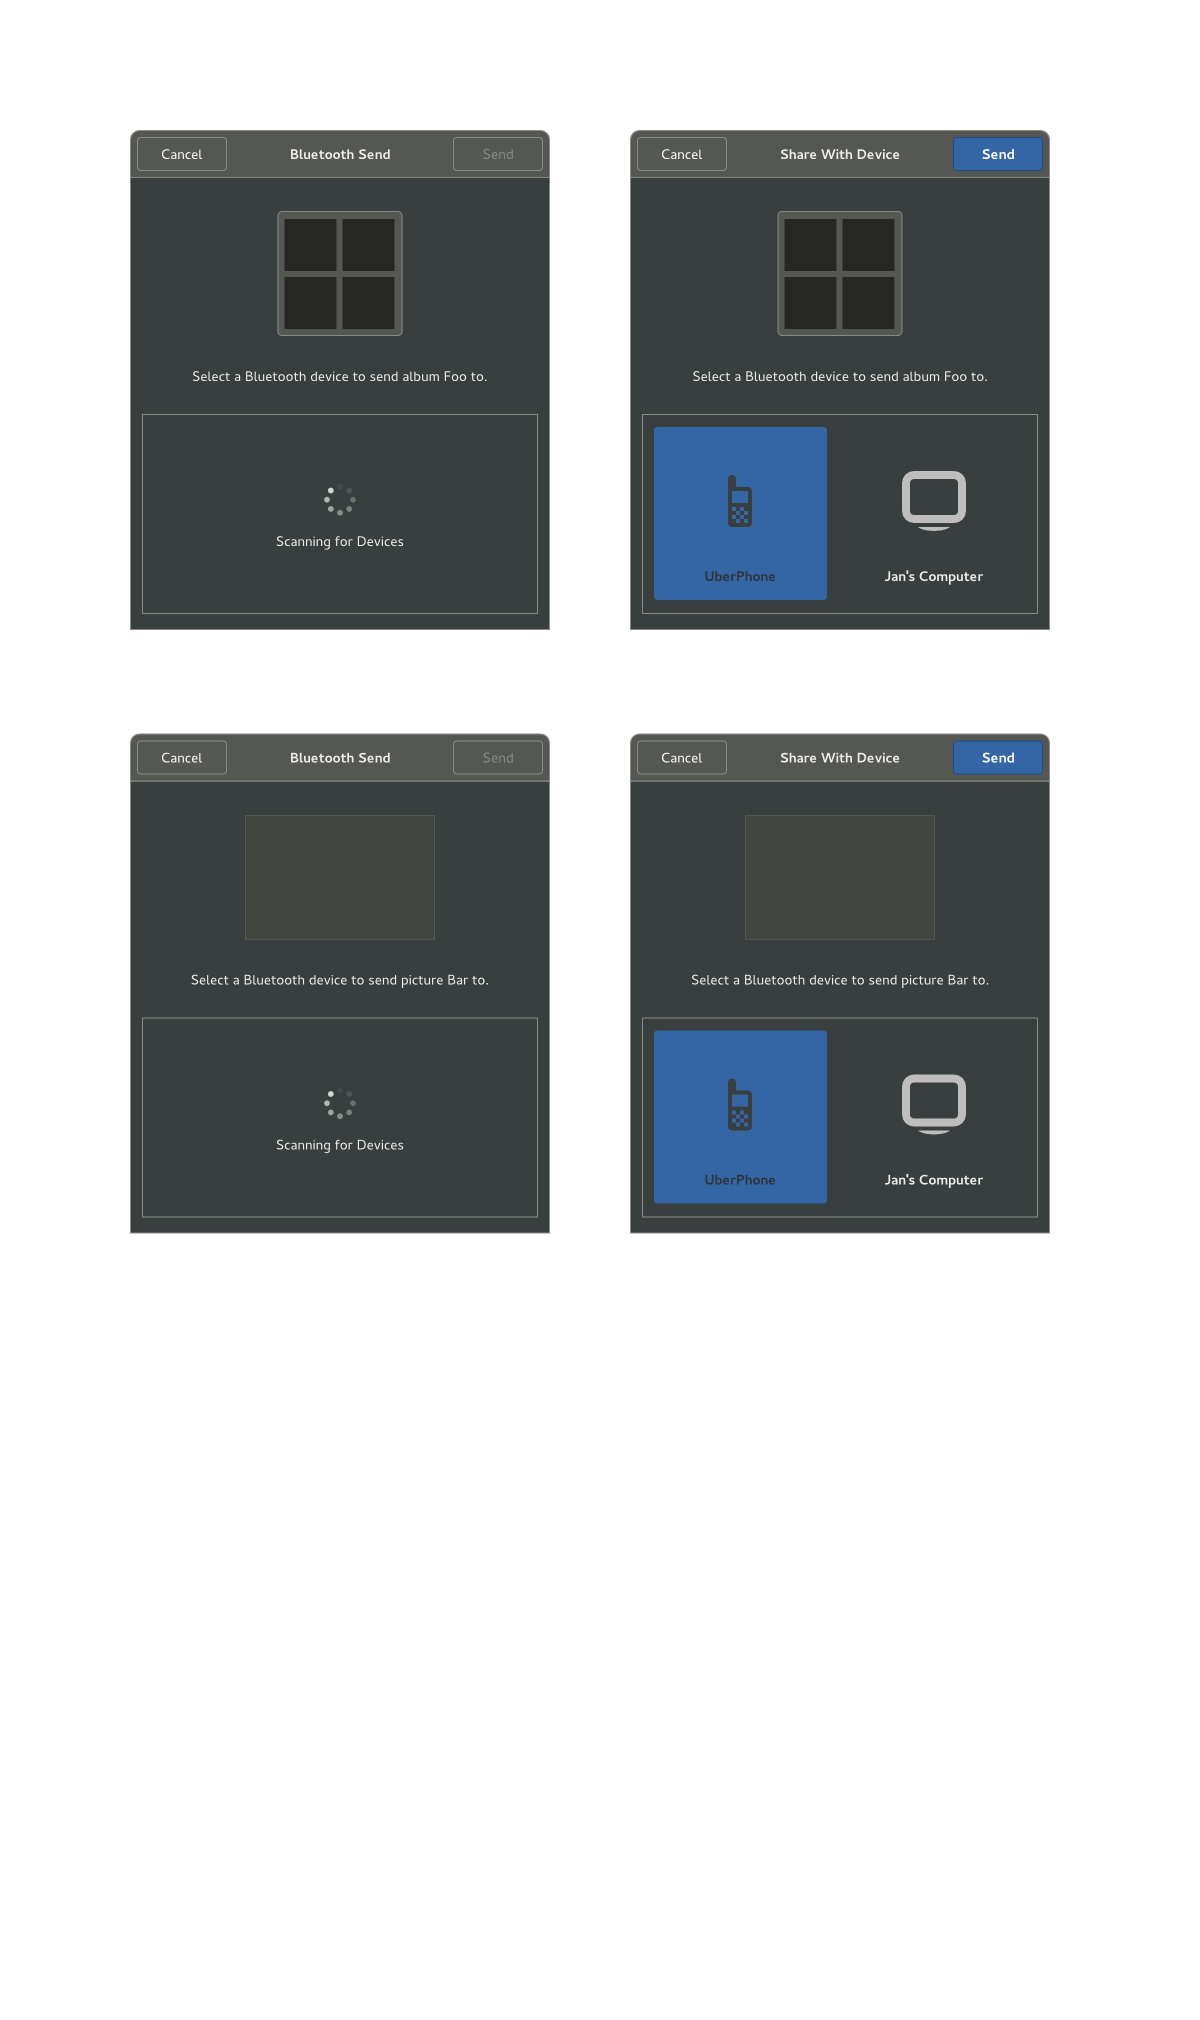 Cancel
Bluetooth Send
Send
Select a Bluetooth device to send album Foo to.
Scanning for Devices
Cancel
Share With Device
Send
Select a Bluetooth device to send album Foo to.
UberPhone
Jan's Computer
Cancel
Bluetooth Send
Send
Select a Bluetooth device to send picture Bar to.
Scanning for Devices
Cancel
Share With Device
Send
Select a Bluetooth device to send picture Bar to.
UberPhone
Jan's Computer